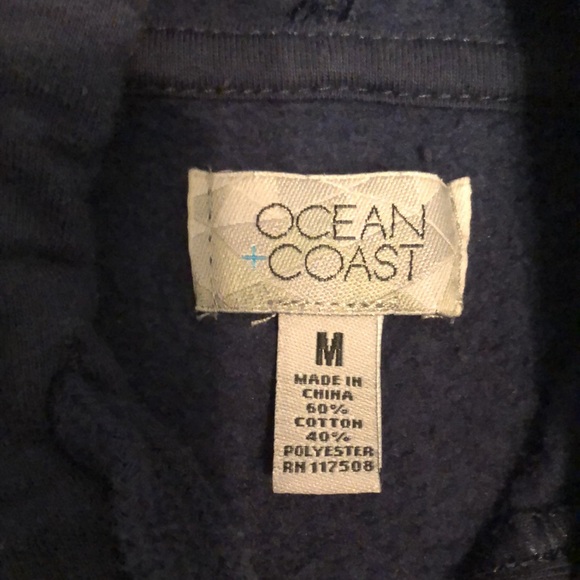 OCEAN
+COAST
M
MADE IN
CHINA
60%
COTTON
40%
POLYESTER
RN 117508